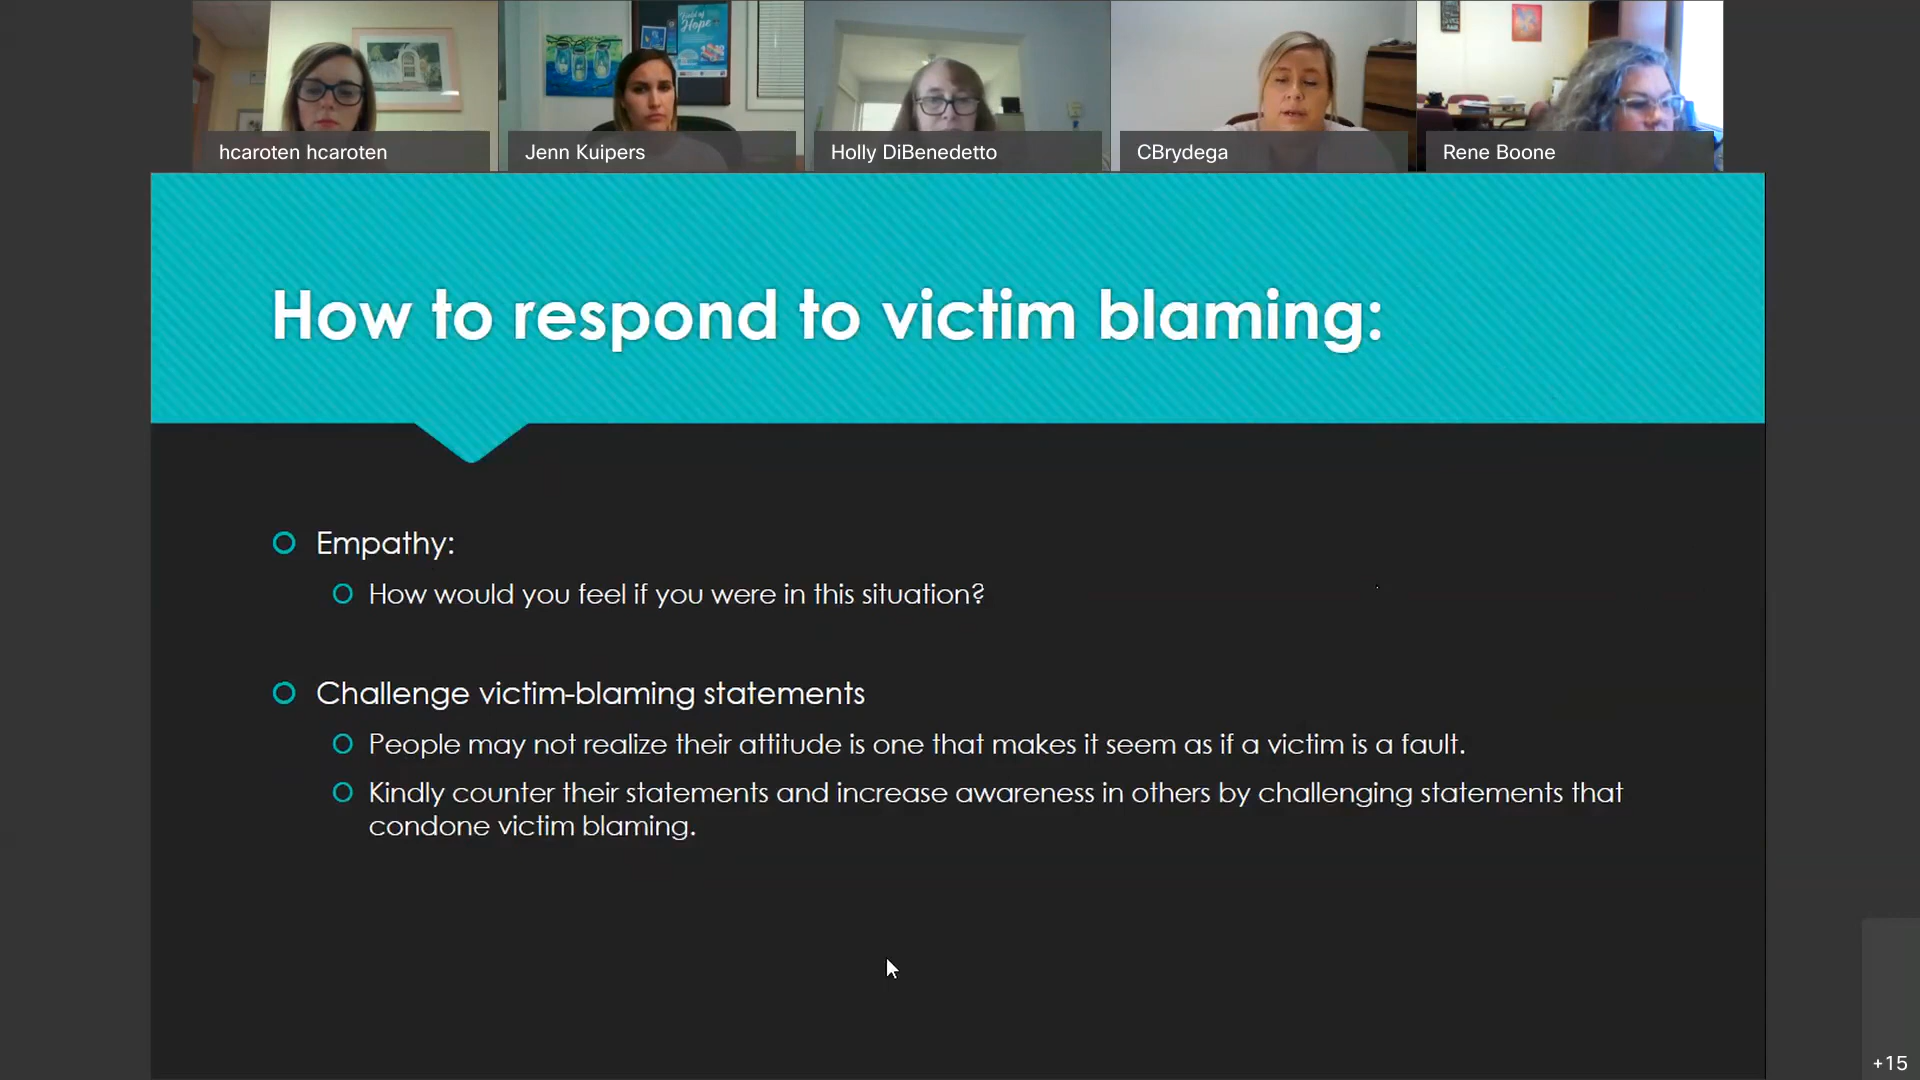 Field of
Hope
hcaroten hcaroten
Jenn Kuipers
Holly DiBenedetto
CBrydega
Rene Boone
How to respond to victim blaming:
Empathy:
How would you feel if you were in this situation?
Challenge victim-blaming statements
People may not realize their attitude is one that makes it seem as if a victim is a fault.
Kindly counter their statements and increase awareness in others by challenging statements that
condone victim blaming.
+15